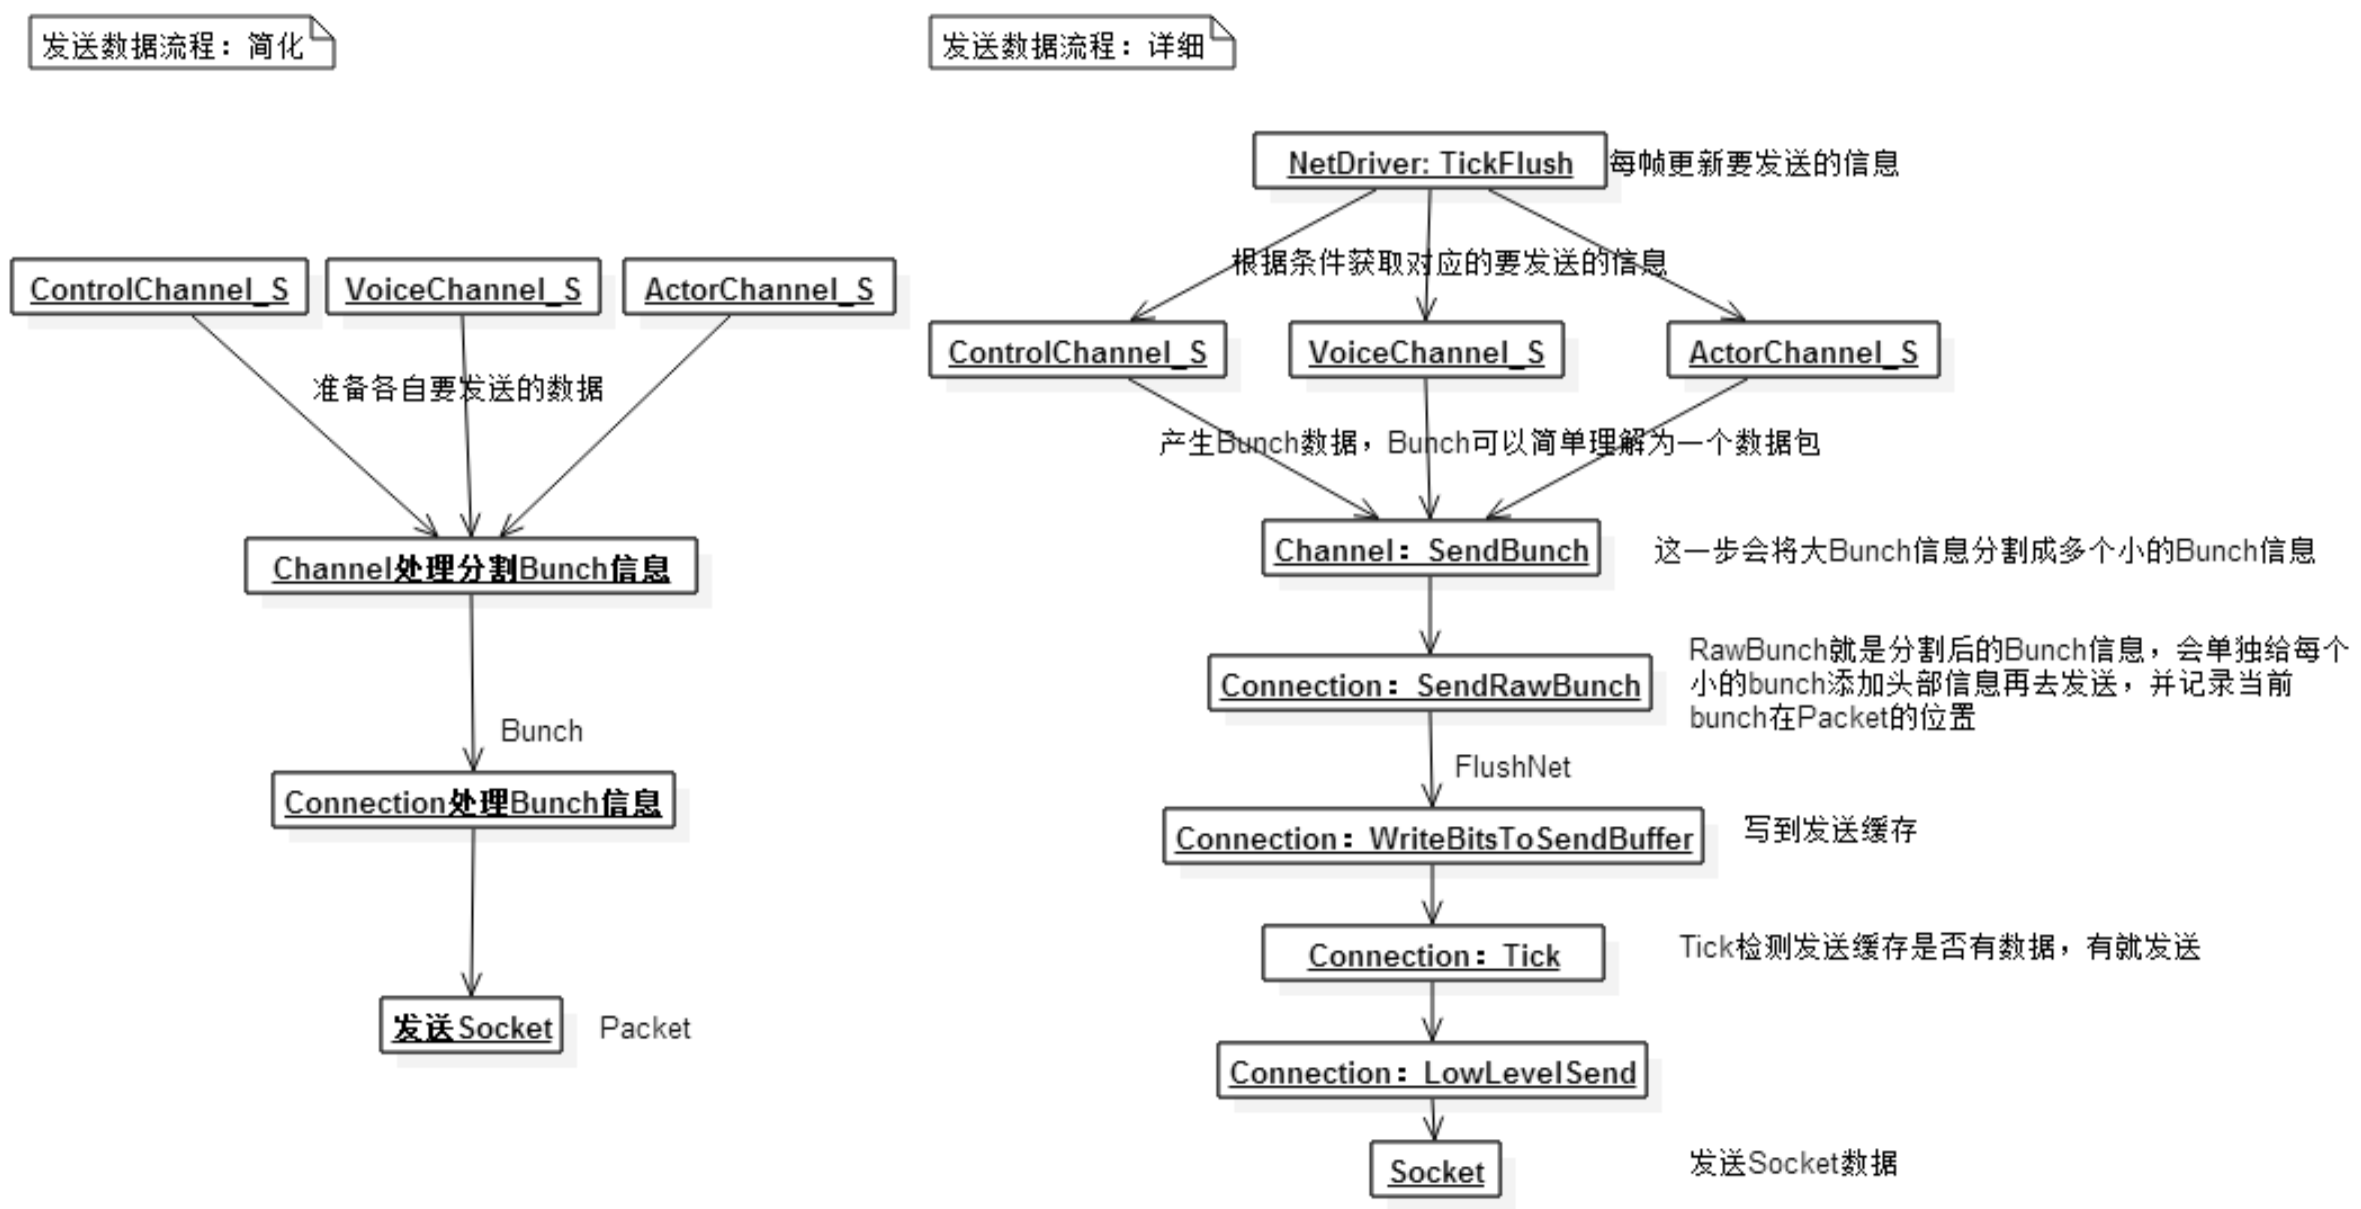 发送数据流程：简化
ControlChannel_S
VoiceChannel_S
ActorChannel_S
准备各自要发送的数据
Channel处理分割Bunch信息
Bunch
Connection处理Bunch信息
发送Socket
Packet
发送数据流程：详细
NetDriver: TickFlush
每帧更新要发送的信息
根据条件获取对应的要发送的信息
ControlChannel_S
VoiceChannel_S
ActorChannel_S
产生Bunch数据，Bunch可以简单理解为一个数据包
Channel：SendBunch
这一步会将大Bunch信息分割成多个小的Bunch信息
Connection：SendRawBunch
RawBunch就是分割后的Bunch信息，会单独给每个
小的bunch添加头部信息再去发送，并记录当前
bunch在Packet的位置
FlushNet
Connection：WriteBitsToSendBuffer
写到发送缓存
Connection：Tick
Tick检测发送缓存是否有数据，有就发送
Connection：LowLevelSend
Socket
发送Socket数据